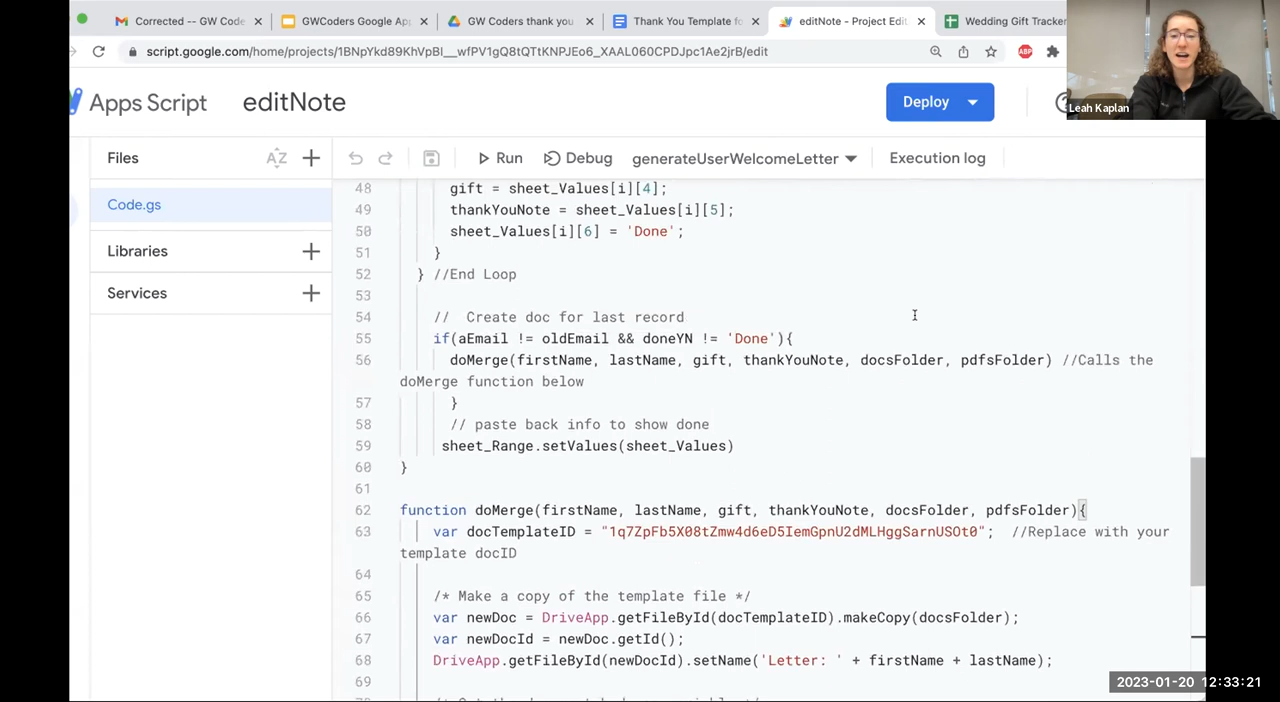 Corrected -- GW Code
GWCoders Google Ap
GW Coders thank you
Thank You Template fo
editNote - Project Edit
Wedding Gift Tracker
script.google.com/home/projects/1BNpYkd89KhVpBl__wfPV1gQ8tQTtKNPJEo6_XAAL060CPDJpc1Ae2jrB/edit
ABP
Leah Kaplan
Apps Script
editNote
Deploy
Files
AZ
Run
Debug
generateUserWelcomeLetter
Execution log
Code.gs
Libraries
Services
48 gift = sheet_Values[i][4];
49 thankYouNote = sheet_Values[i][5];
50 sheet_Values[i][6] = 'Done';
51 }
52 } //End Loop
53
54 //  Create doc for last record
55 if(aEmail != oldEmail && doneYN != 'Done'){
56 doMerge(firstName, lastName, gift, thankYouNote, docsFolder, pdfsFolder) //Calls the
doMerge function below
57 }
58 // paste back info to show done
59 sheet_Range.setValues(sheet_Values)
60 }
61
62 function doMerge(firstName, lastName, gift, thankYouNote, docsFolder, pdfsFolder){
63 var docTemplateID = "1q7ZpFb5X08tZmw4d6eD5IemGpnU2dMLHggSarnUSOt0";  //Replace with your
template docID
64
65 /* Make a copy of the template file */
66 var newDoc = DriveApp.getFileById(docTemplateID).makeCopy(docsFolder);
67 var newDocId = newDoc.getId();
68 DriveApp.getFileById(newDocId).setName('Letter: ' + firstName + lastName);
69
2023-01-20 12:33:21